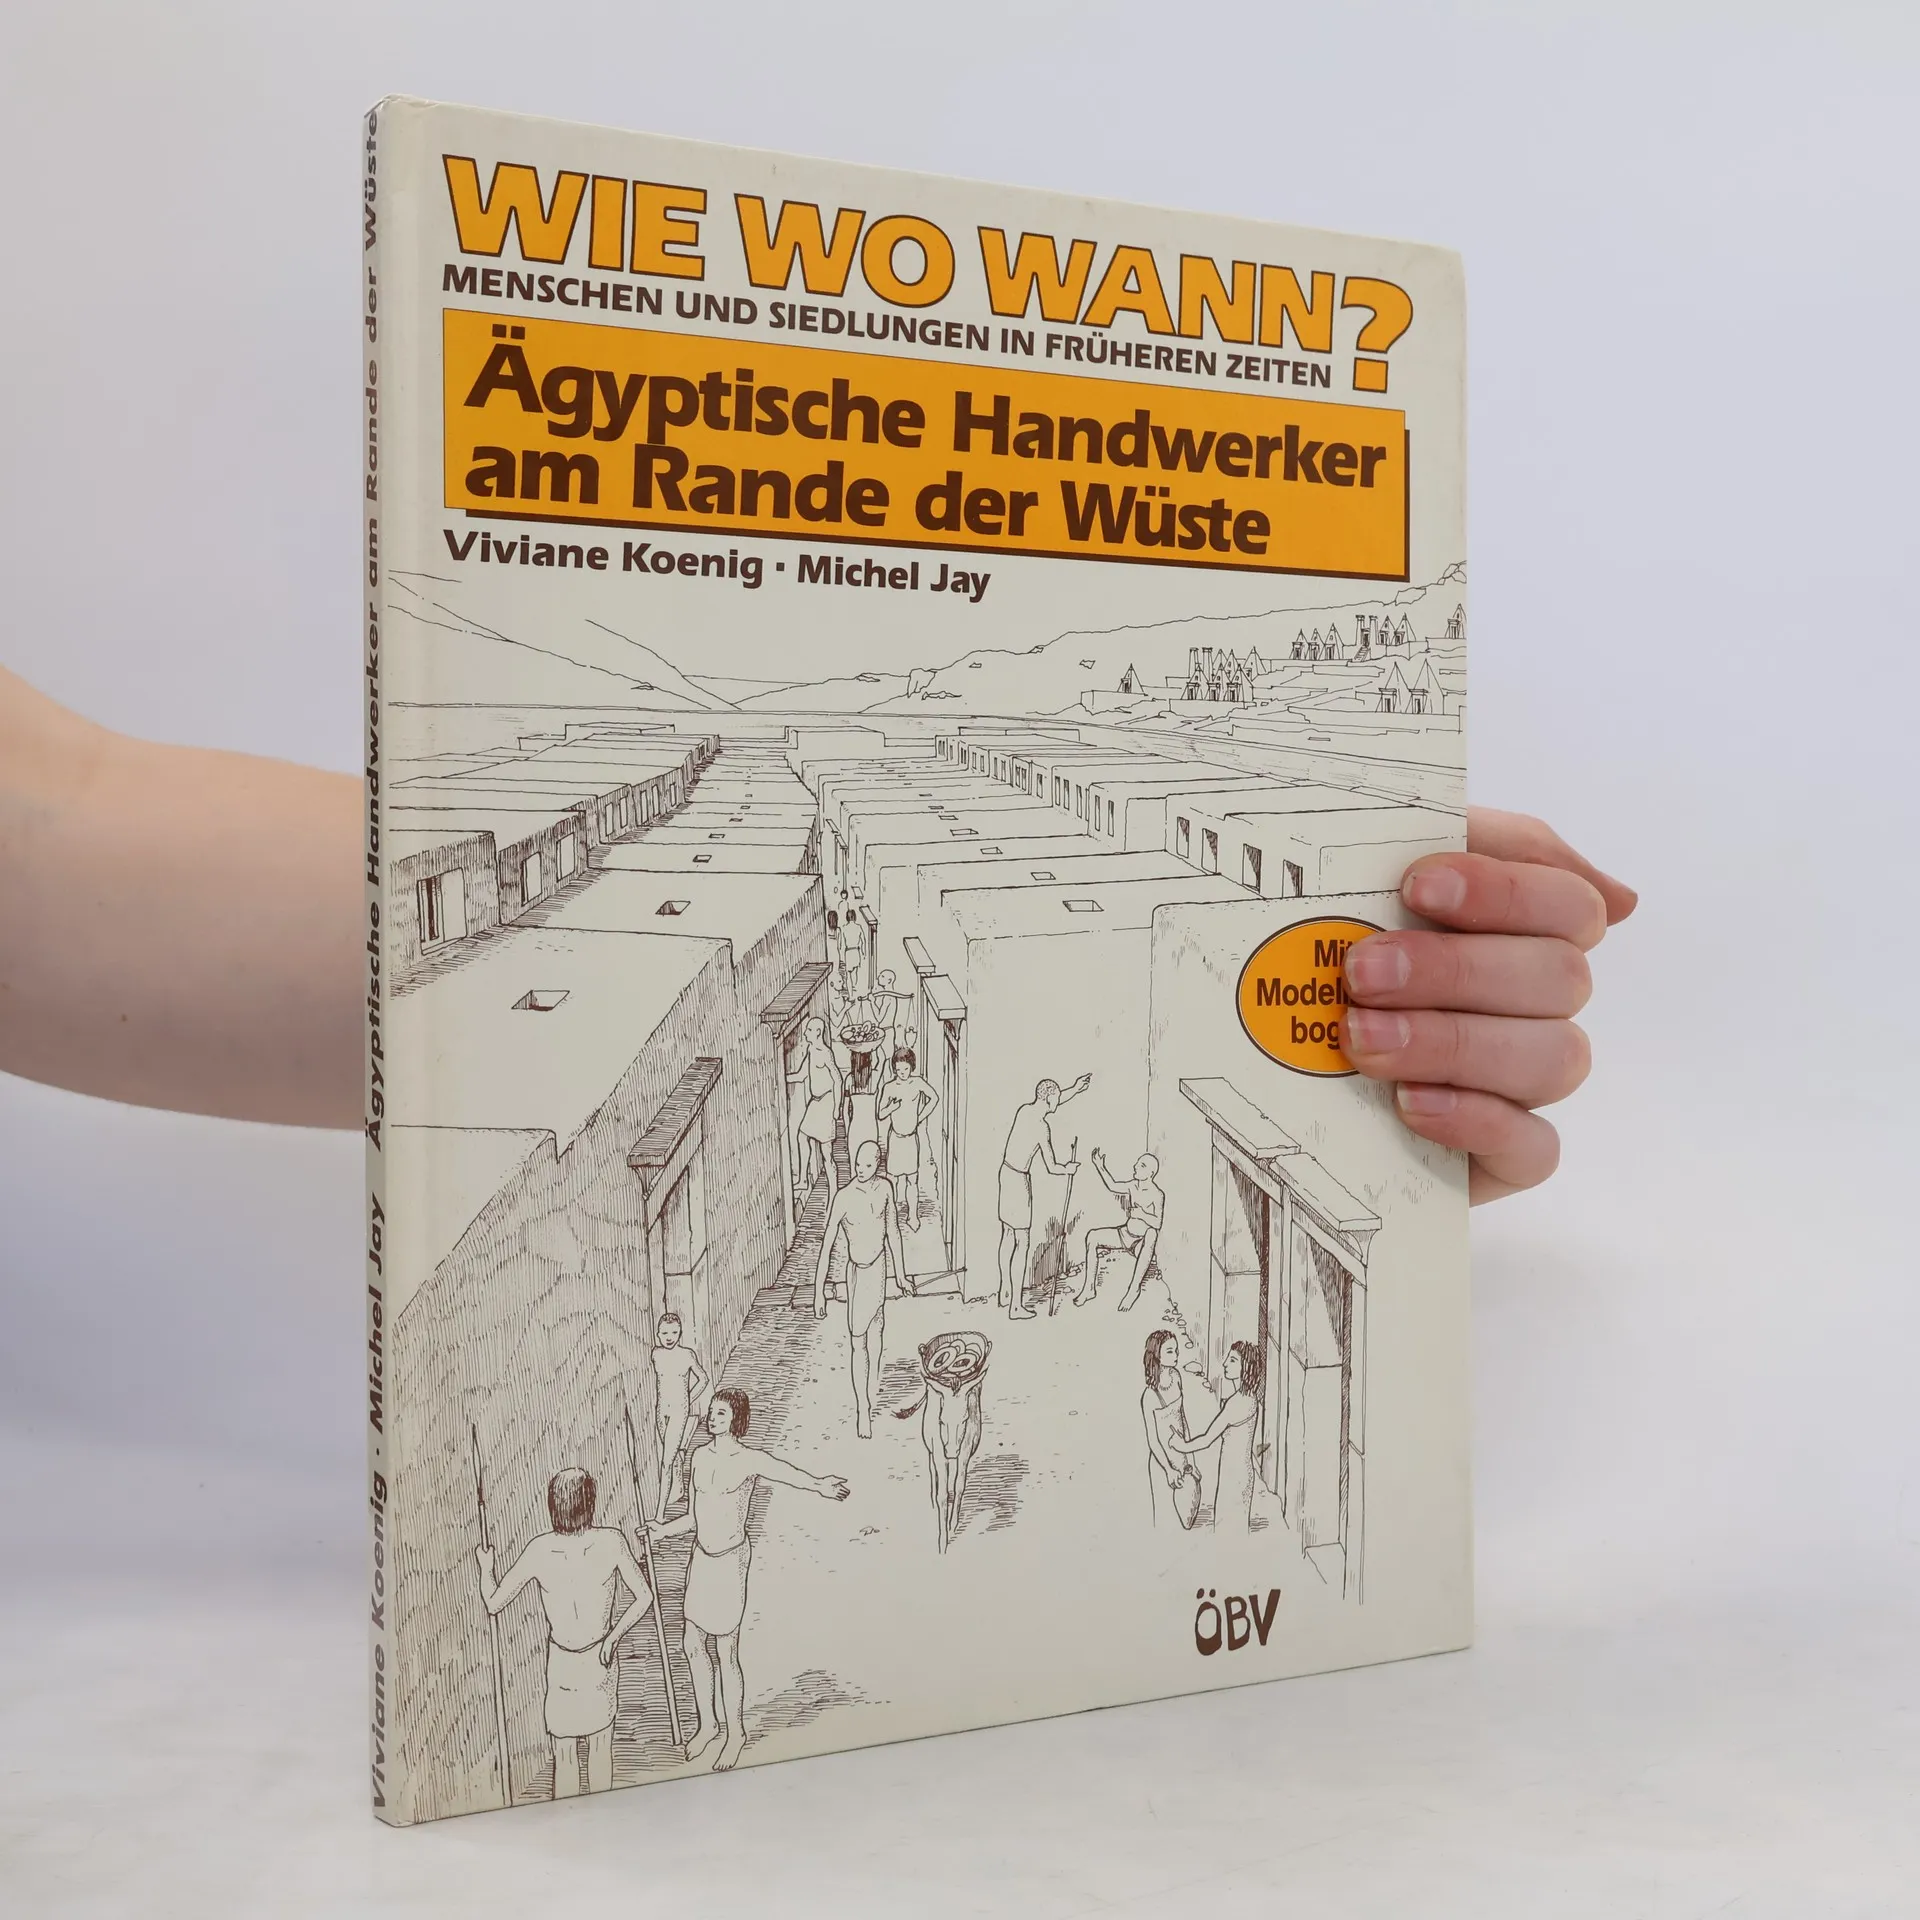 WIE WO WANN?
MENSCHEN UND SIEDLUNGEN IN FRÜHEREN ZEITEN
Ägyptische Handwerker
am Rande der Wüste
Viviane Koenig · Michel Jay
ÖBV
Viviane Koenig · Michel Jay Ägyptische Handwerker am Rande der Wüste